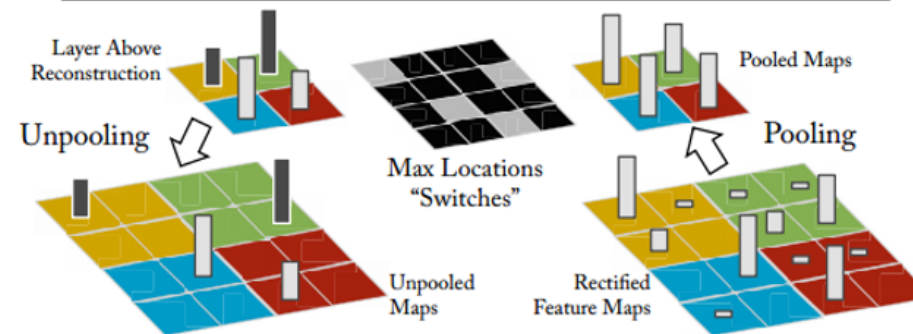 Layer Above
Reconstruction
Pooled Maps
Unpooling
Pooling
Max Locations
“Switches”
Unpooled
Maps
Rectified
Feature Maps